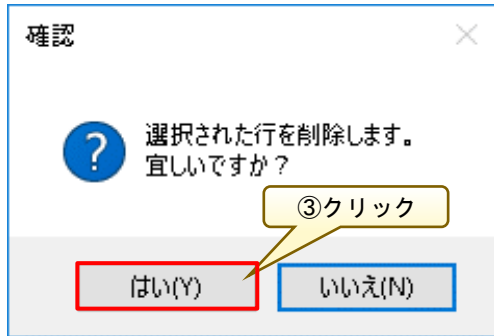 確認
選択された行を削除します。
宜しいですか？
③クリック
はい(Y)
いいえ(N)